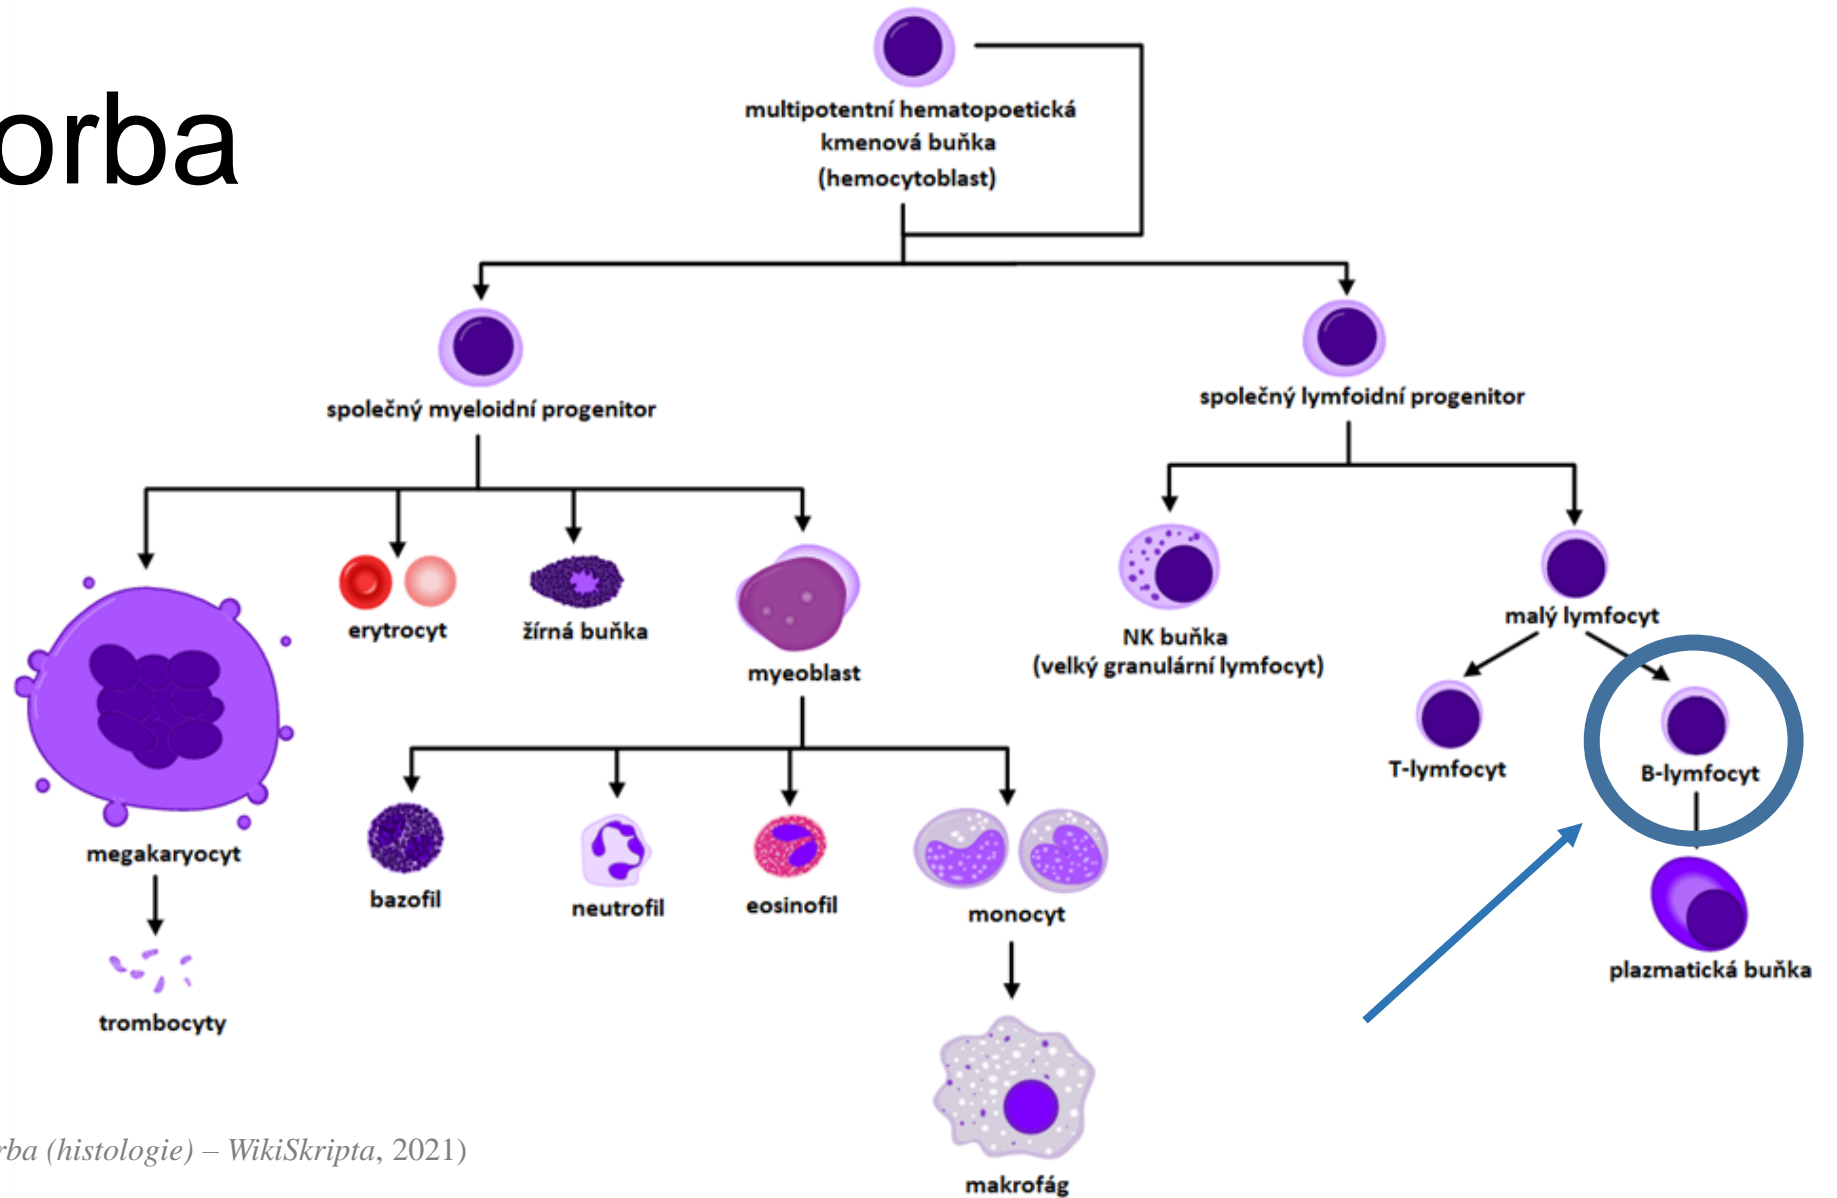 orba
multipotentní hematopoetická
kmenová buňka
(hemocytoblast)
společný myeloidní progenitor
společný lymfoidní progenitor
erytrocyt
žírná buňka
myeoblast
NK buňka
(velký granulární lymfocyt)
malý lymfocyt
T-lymfocyt
B-lymfocyt
megakaryocyt
bazofil
neutrofil
eosinofil
monocyt
plazmatická buňka
trombocyty
makrofág
rba (histologie) – WikiSkripta, 2021)